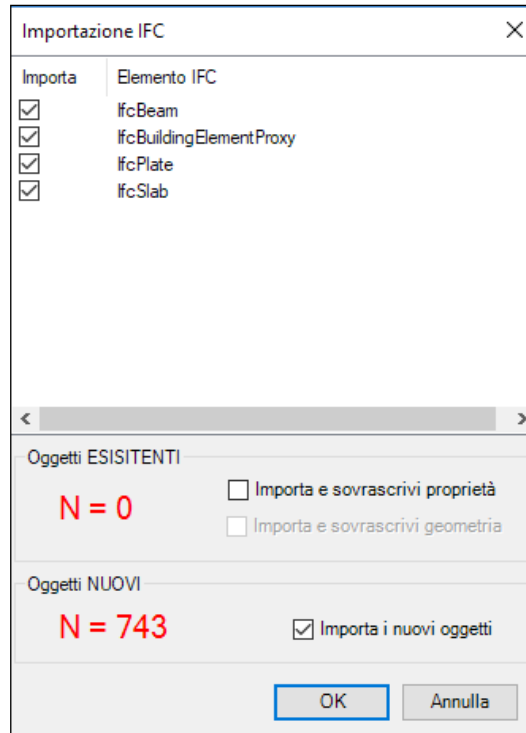 Importazione IFC
Importa Elemento IFC
IfcBeam
IfcBuildingElementProxy
IfcPlate
IfcSlab
Oggetti ESISITENTI
N = 0
Importa e sovrascrivi proprietà
Importa e sovrascrivi geometria
Oggetti NUOVI
N = 743
Importa i nuovi oggetti
OK Annulla